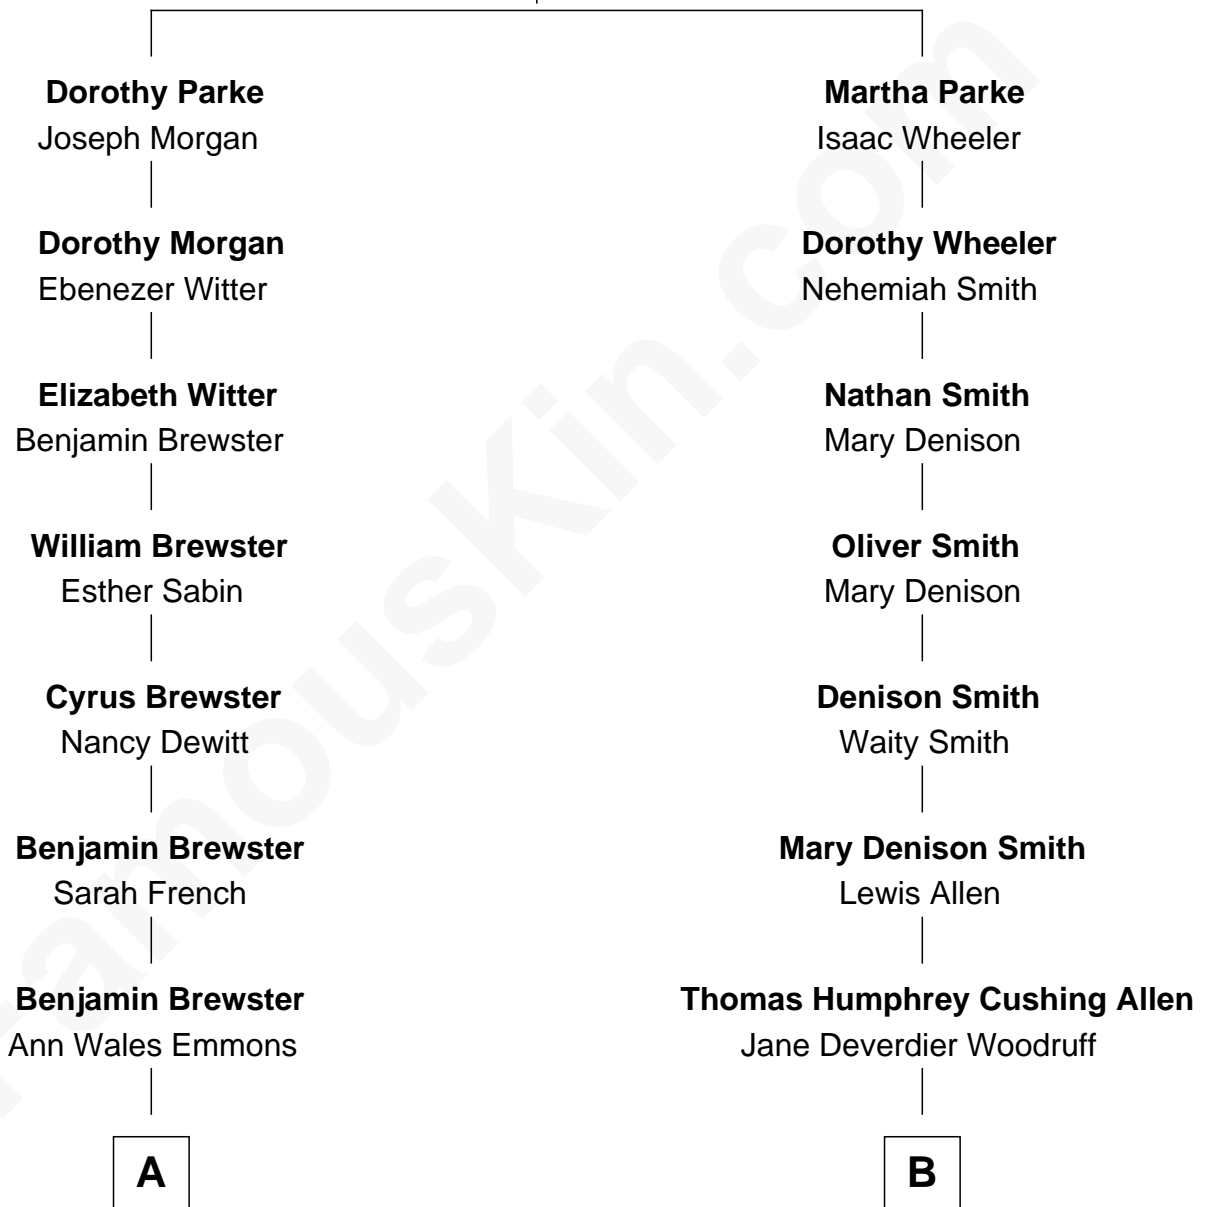 Dorothy Parke
Joseph Morgan
Dorothy Morgan
Ebenezer Witter
Elizabeth Witter
Benjamin Brewster
William Brewster
Esther Sabin
Cyrus Brewster
Nancy Dewitt
Benjamin Brewster
Sarah French
Benjamin Brewster
Ann Wales Emmons
A
Martha Parke
Isaac Wheeler
Dorothy Wheeler
Nehemiah Smith
Nathan Smith
Mary Denison
Oliver Smith
Mary Denison
Denison Smith
Waity Smith
Mary Denison Smith
Lewis Allen
Thomas Humphrey Cushing Allen
Jane Deverdier Woodruff
B
FamousKin.com